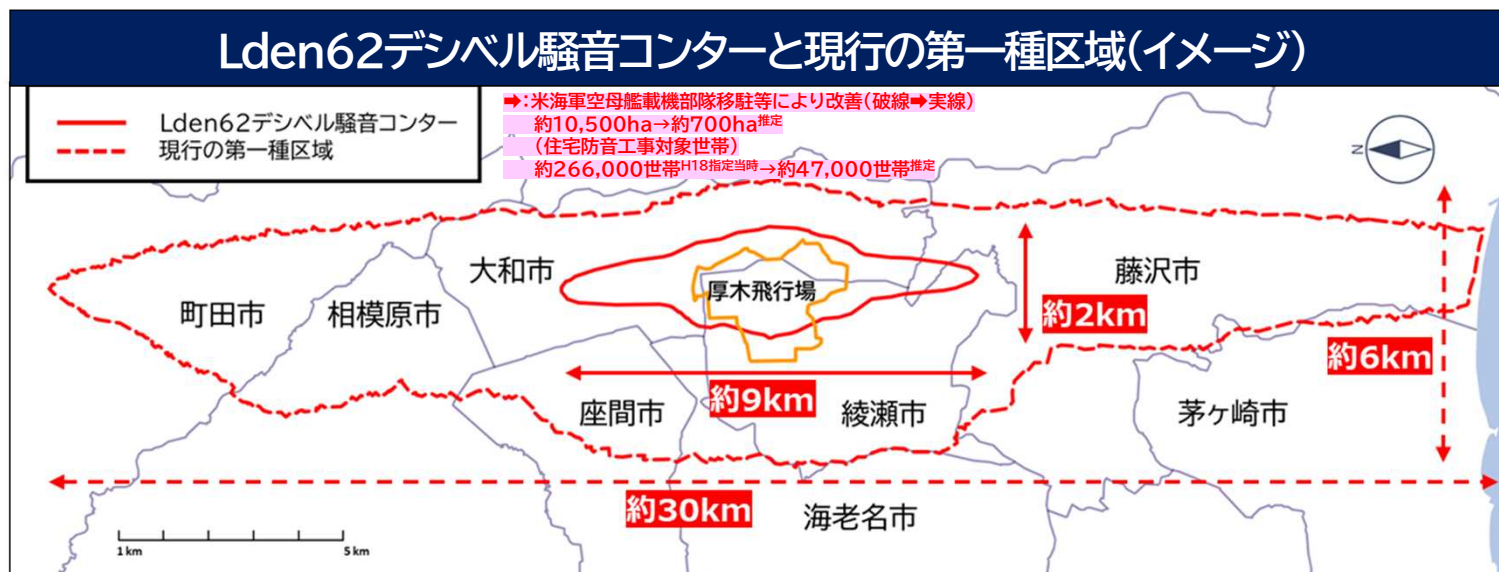 Lden62デシベル騒音コンターと現行の第一種区域(イメージ)
Lden62デシベル騒音コンター
現行の第一種区域
➡:米海軍空母艦載機部隊移駐等により改善(破線➡実線)
約10,500ha→約700ha推定
(住宅防音工事対象世帯)
約266,000世帯H18指定当時→約47,000世帯推定
N
大和市
藤沢市
厚木飛行場
町田市
相模原市
約2km
約6km
約9km
座間市
綾瀬市
茅ヶ崎市
約30km
海老名市
1 km
5 km